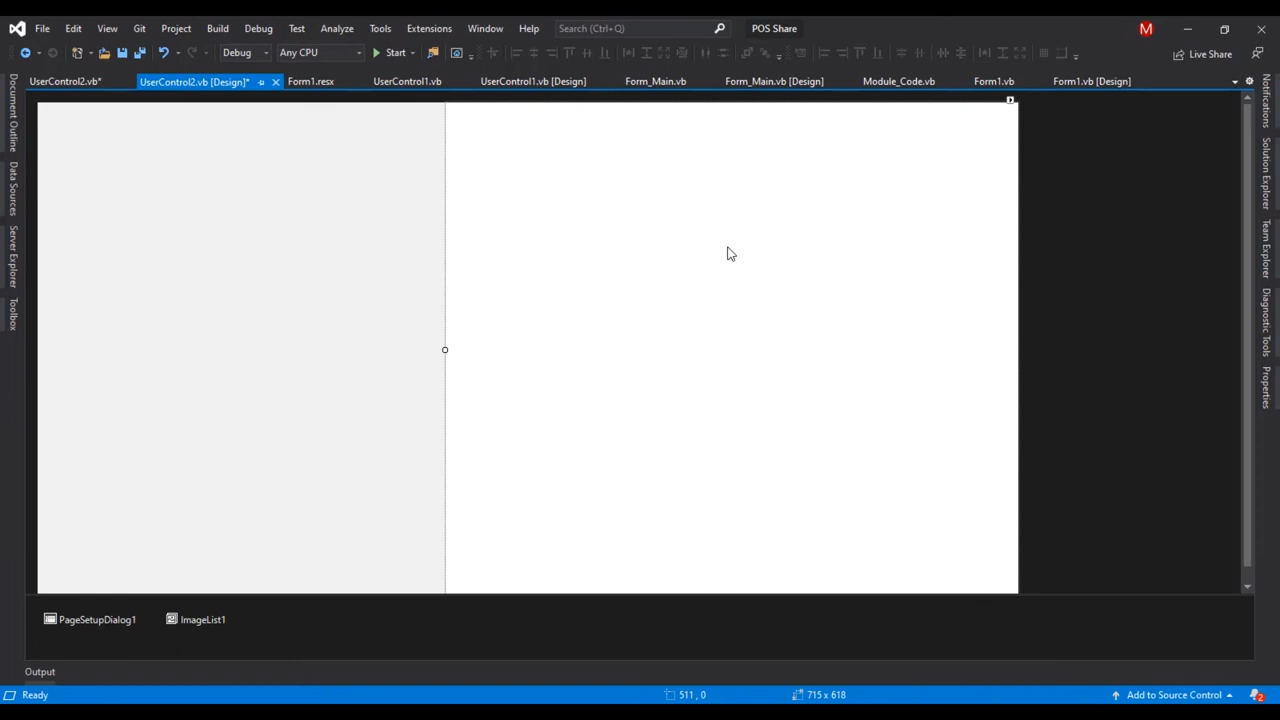 File Edit View Git Project Build Debug Test Analyze Tools Extensions Window Help Search (Ctrl+Q) POS Share M
Debug Any CPU Start Live Share
UserControl2.vb* UserControl2.vb [Design]* Form1.resx UserControl1.vb UserControl1.vb [Design] Form_Main.vb Form_Main.vb [Design] Module_Code.vb Form1.vb Form1.vb [Design]
Document Outline
Data Sources
Server Explorer
Toolbox
Notifications
Solution Explorer
Team Explorer
Diagnostic Tools
Properties
PageSetupDialog1 ImageList1
Output
Ready 511 , 0 715 x 618 Add to Source Control 2